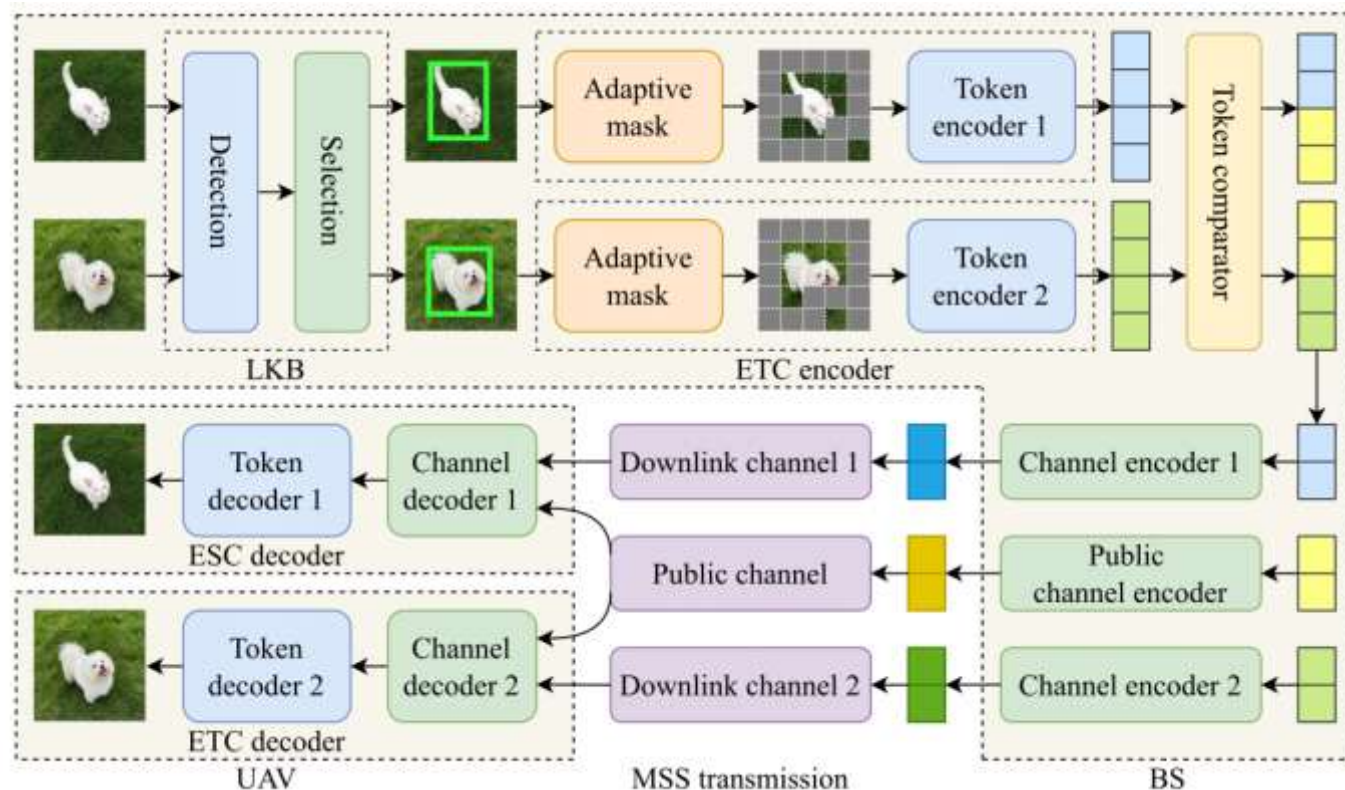 Detection
Selection
Adaptive
mask
Token
encoder 1
Token comparator
Adaptive
mask
Token
encoder 2
LKB
ETC encoder
Token
decoder 1
Channel
decoder 1
Downlink channel 1
Channel encoder 1
ESC decoder
Public channel
Public
channel encoder
Token
decoder 2
Channel
decoder 2
Downlink channel 2
Channel encoder 2
ETC decoder
UAV
MSS transmission
BS